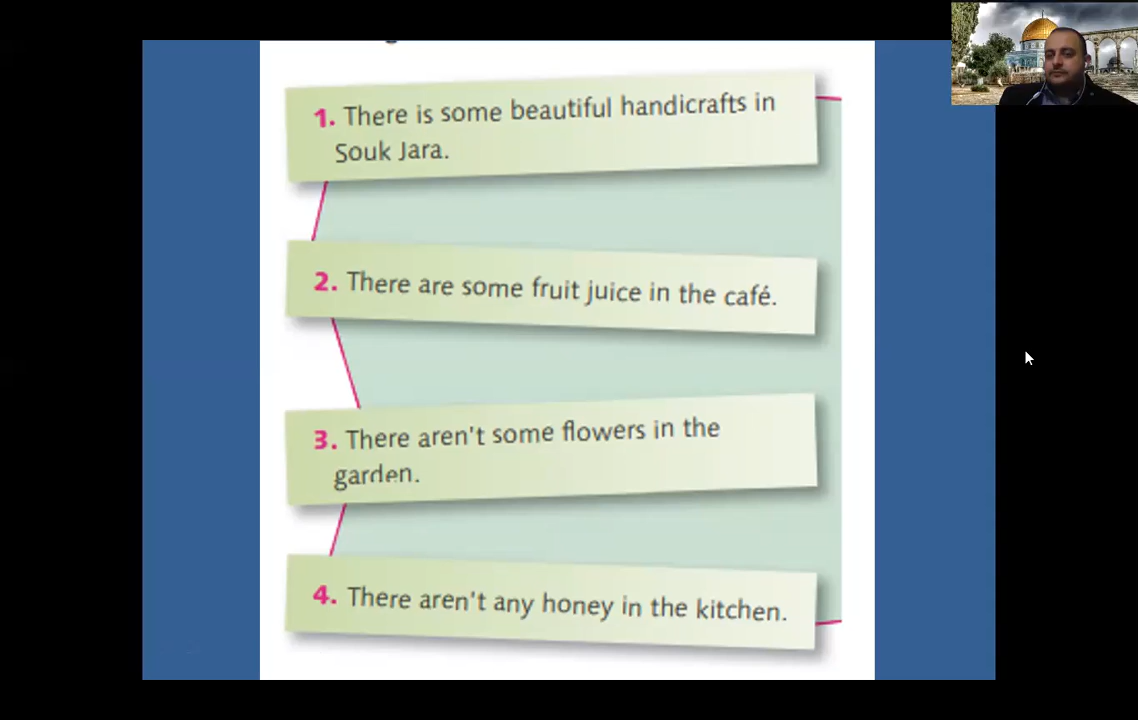 1. There is some beautiful handicrafts in
Souk Jara.
2. There are some fruit juice in the café.
3. There aren't some flowers in the
garden.
4. There aren't any honey in the kitchen.